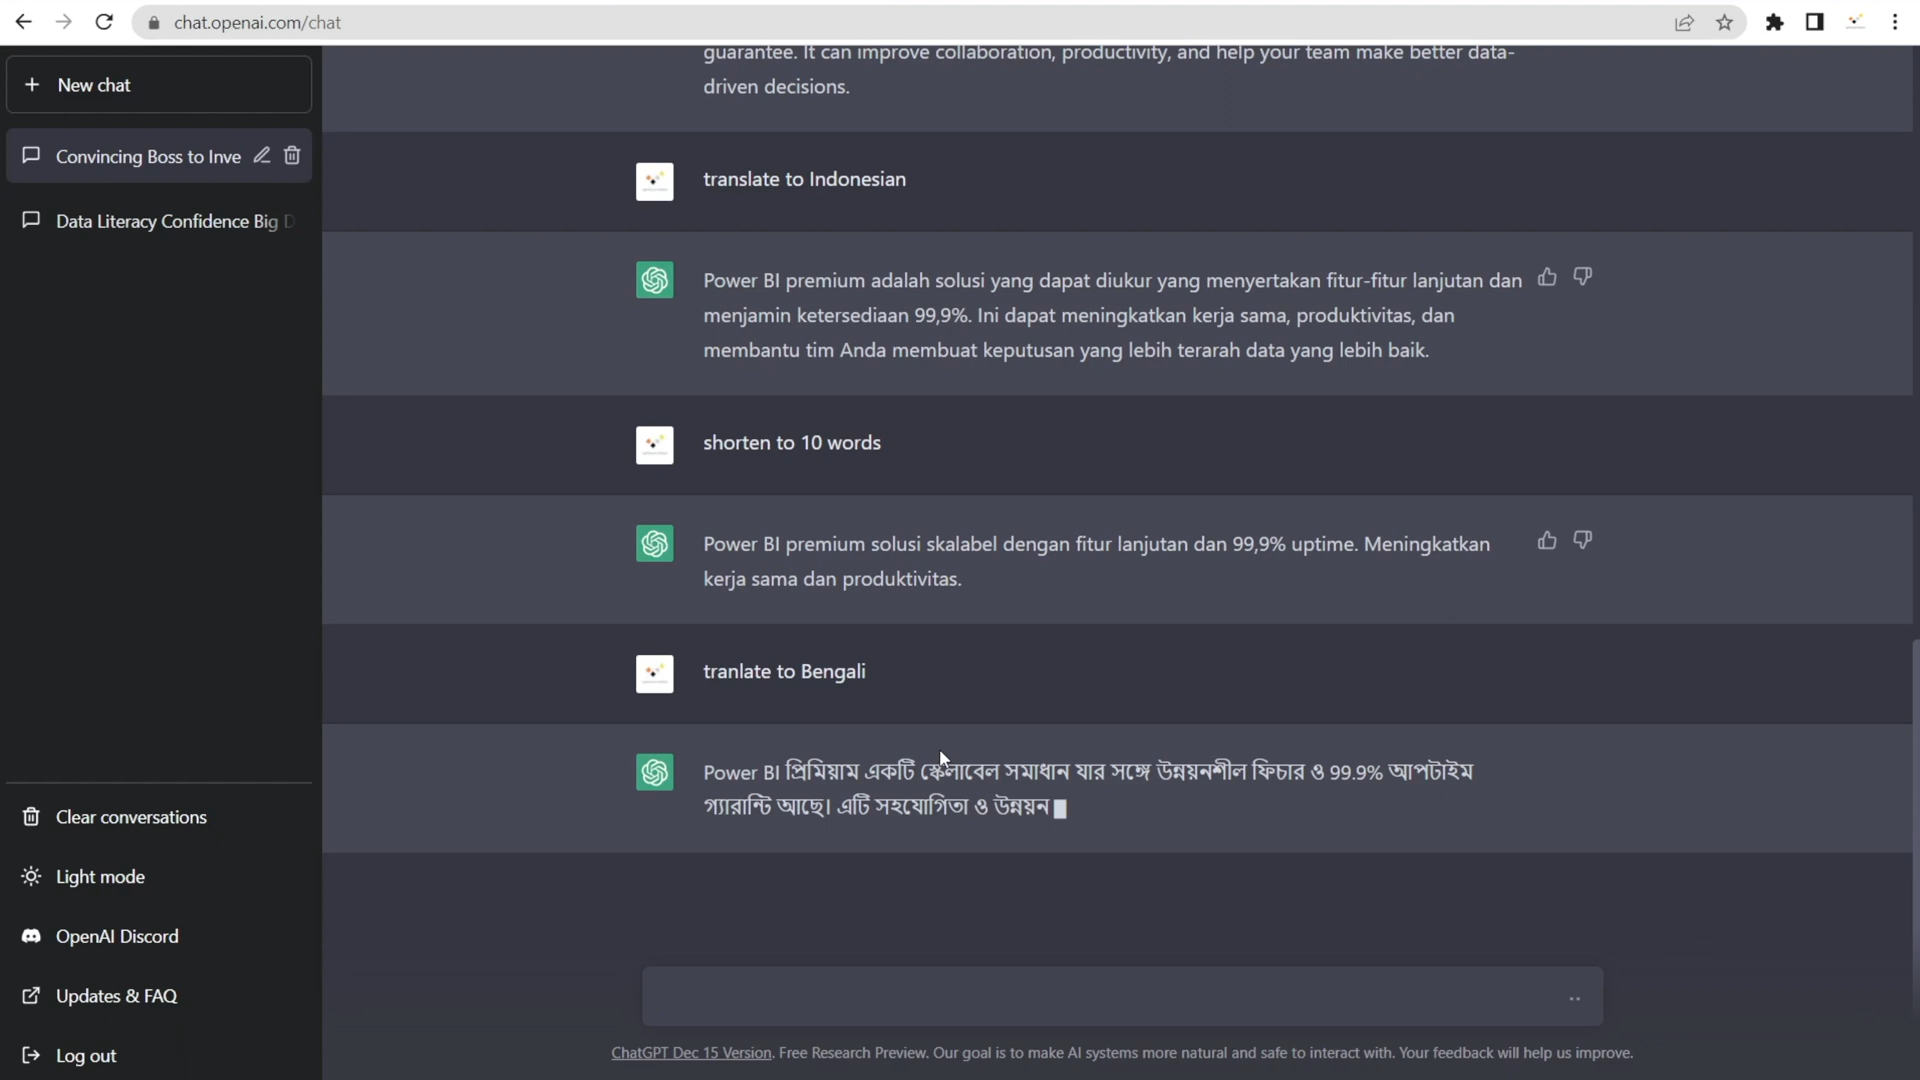 chat.openai.com/chat
New chat
Convincing Boss to Inve
Data Literacy Confidence Big D
guarantee. It can improve collaboration, productivity, and help your team make better data-
driven decisions.
translate to Indonesian
Power BI premium adalah solusi yang dapat diukur yang menyertakan fitur-fitur lanjutan dan
menjamin ketersediaan 99,9%. Ini dapat meningkatkan kerja sama, produktivitas, dan
membantu tim Anda membuat keputusan yang lebih terarah data yang lebih baik.
shorten to 10 words
Power BI premium solusi skalabel dengan fitur lanjutan dan 99,9% uptime. Meningkatkan
kerja sama dan produktivitas.
tranlate to Bengali
Power BI প্রিমিয়াম একটি স্কেলাবেল সমাধান যার সঙ্গে উন্নয়নশীল ফিচার ও 99.9% আপটাইম
গ্যারান্টি আছে। এটি সহযোগিতা ও উন্নয়ন
Clear conversations
Light mode
OpenAI Discord
Updates & FAQ
Log out
ChatGPT Dec 15 Version. Free Research Preview. Our goal is to make AI systems more natural and safe to interact with. Your feedback will help us improve.